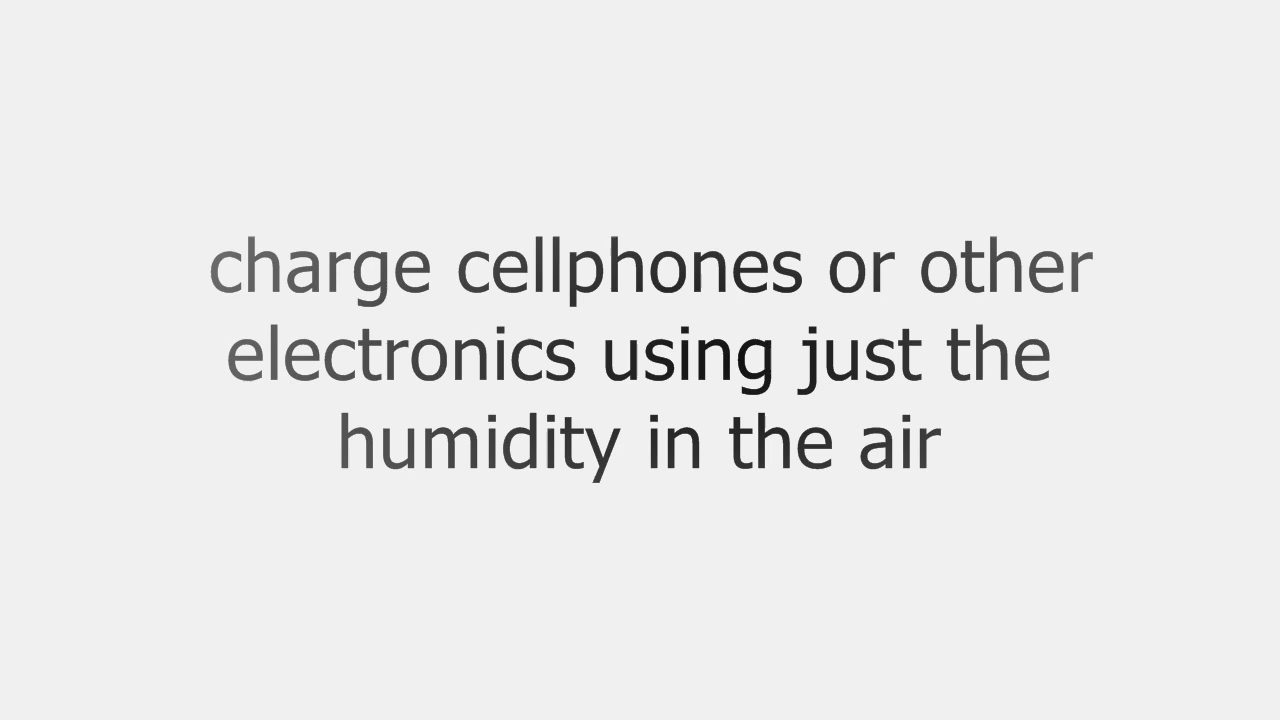 charge cellphones or other
electronics using just the
humidity in the air